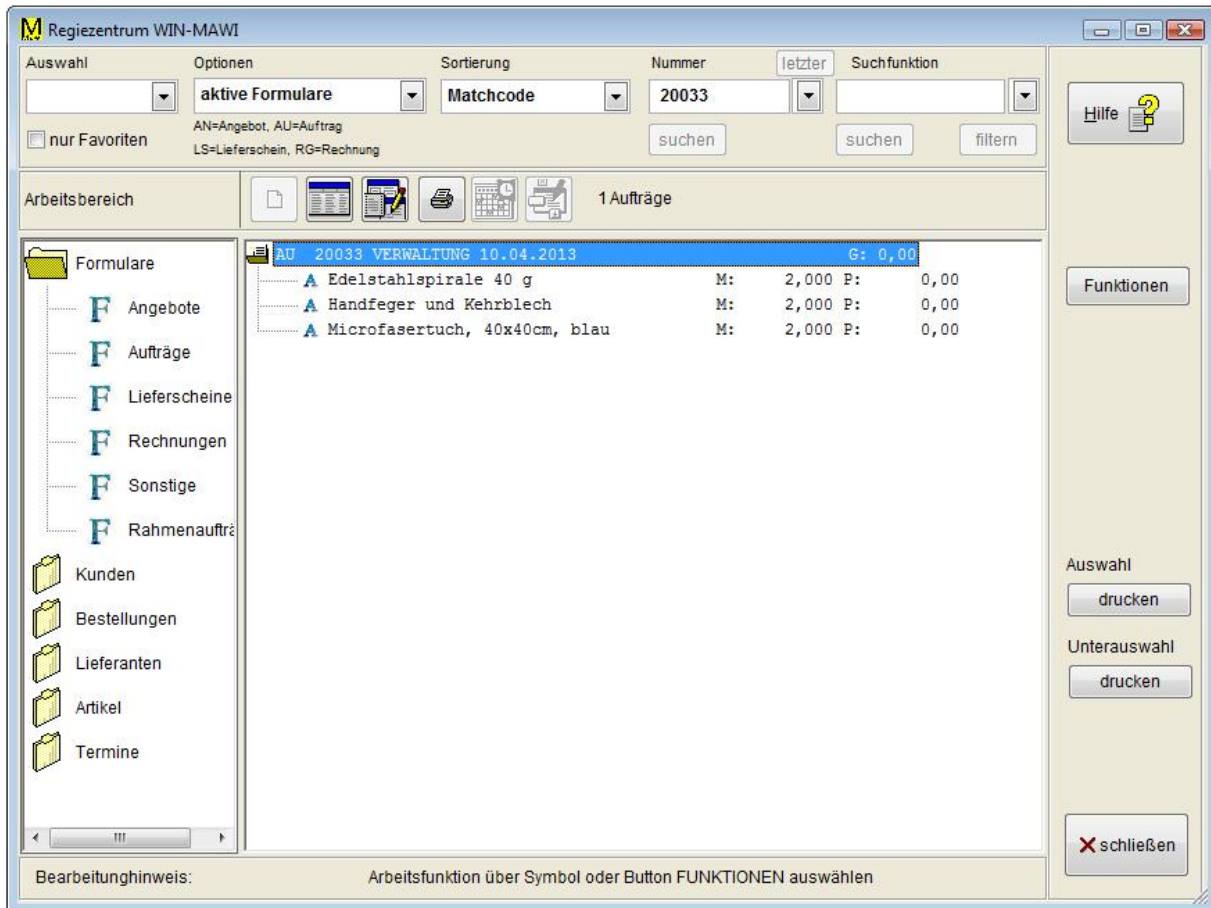 Regiezentrum WIN-MAWI
Auswahl Optionen Sortierung Nummer letzter Suchfunktion
aktive Formulare Matchcode 20033
Hilfe
nur Favoriten AN=Angebot, AU=Auftrag suchen suchen filtern
LS=Lieferschein, RG=Rechnung
Arbeitsbereich 1 Aufträge
Formulare
Angebote
Aufträge
Lieferscheine
Rechnungen
Sonstige
Rahmenaufträ
Kunden
Bestellungen
Lieferanten
Artikel
Termine
AU 20033 VERWALTUNG 10.04.2013 G: 0,00
A Edelstahlspirale 40 g M: 2,000 P: 0,00
A Handfeger und Kehrblech M: 2,000 P: 0,00
A Microfasertuch, 40x40cm, blau M: 2,000 P: 0,00
Funktionen
Auswahl
drucken
Unterauswahl
drucken
schließen
Bearbeitunghinweis: Arbeitsfunktion über Symbol oder Button FUNKTIONEN auswählen